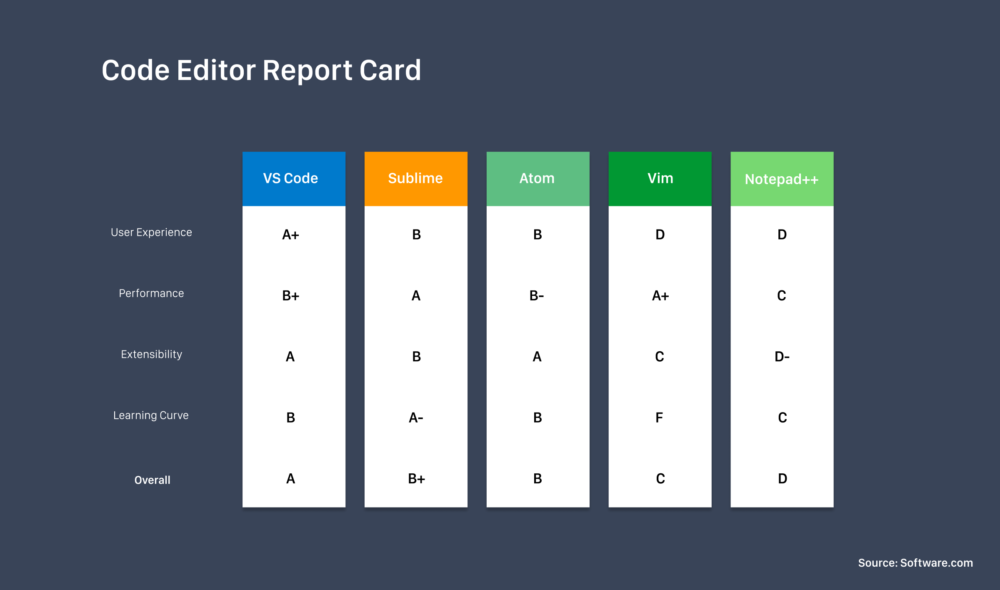 Code Editor Report Card
VS Code Sublime Atom Vim Notepad++
User Experience A+ B B D D
Performance B+ A B- A+ C
Extensibility A B A C D-
Learning Curve B A- B F C
Overall A B+ B C D
Source: Software.com